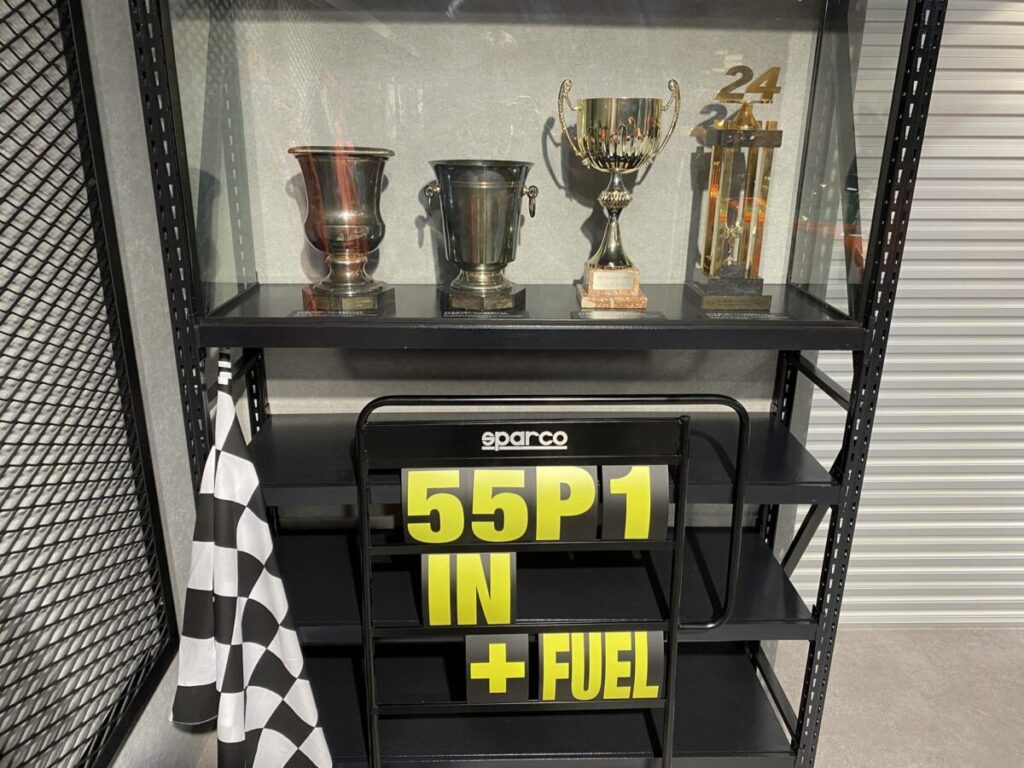 24
sparco
55P1
IN
+ FUEL